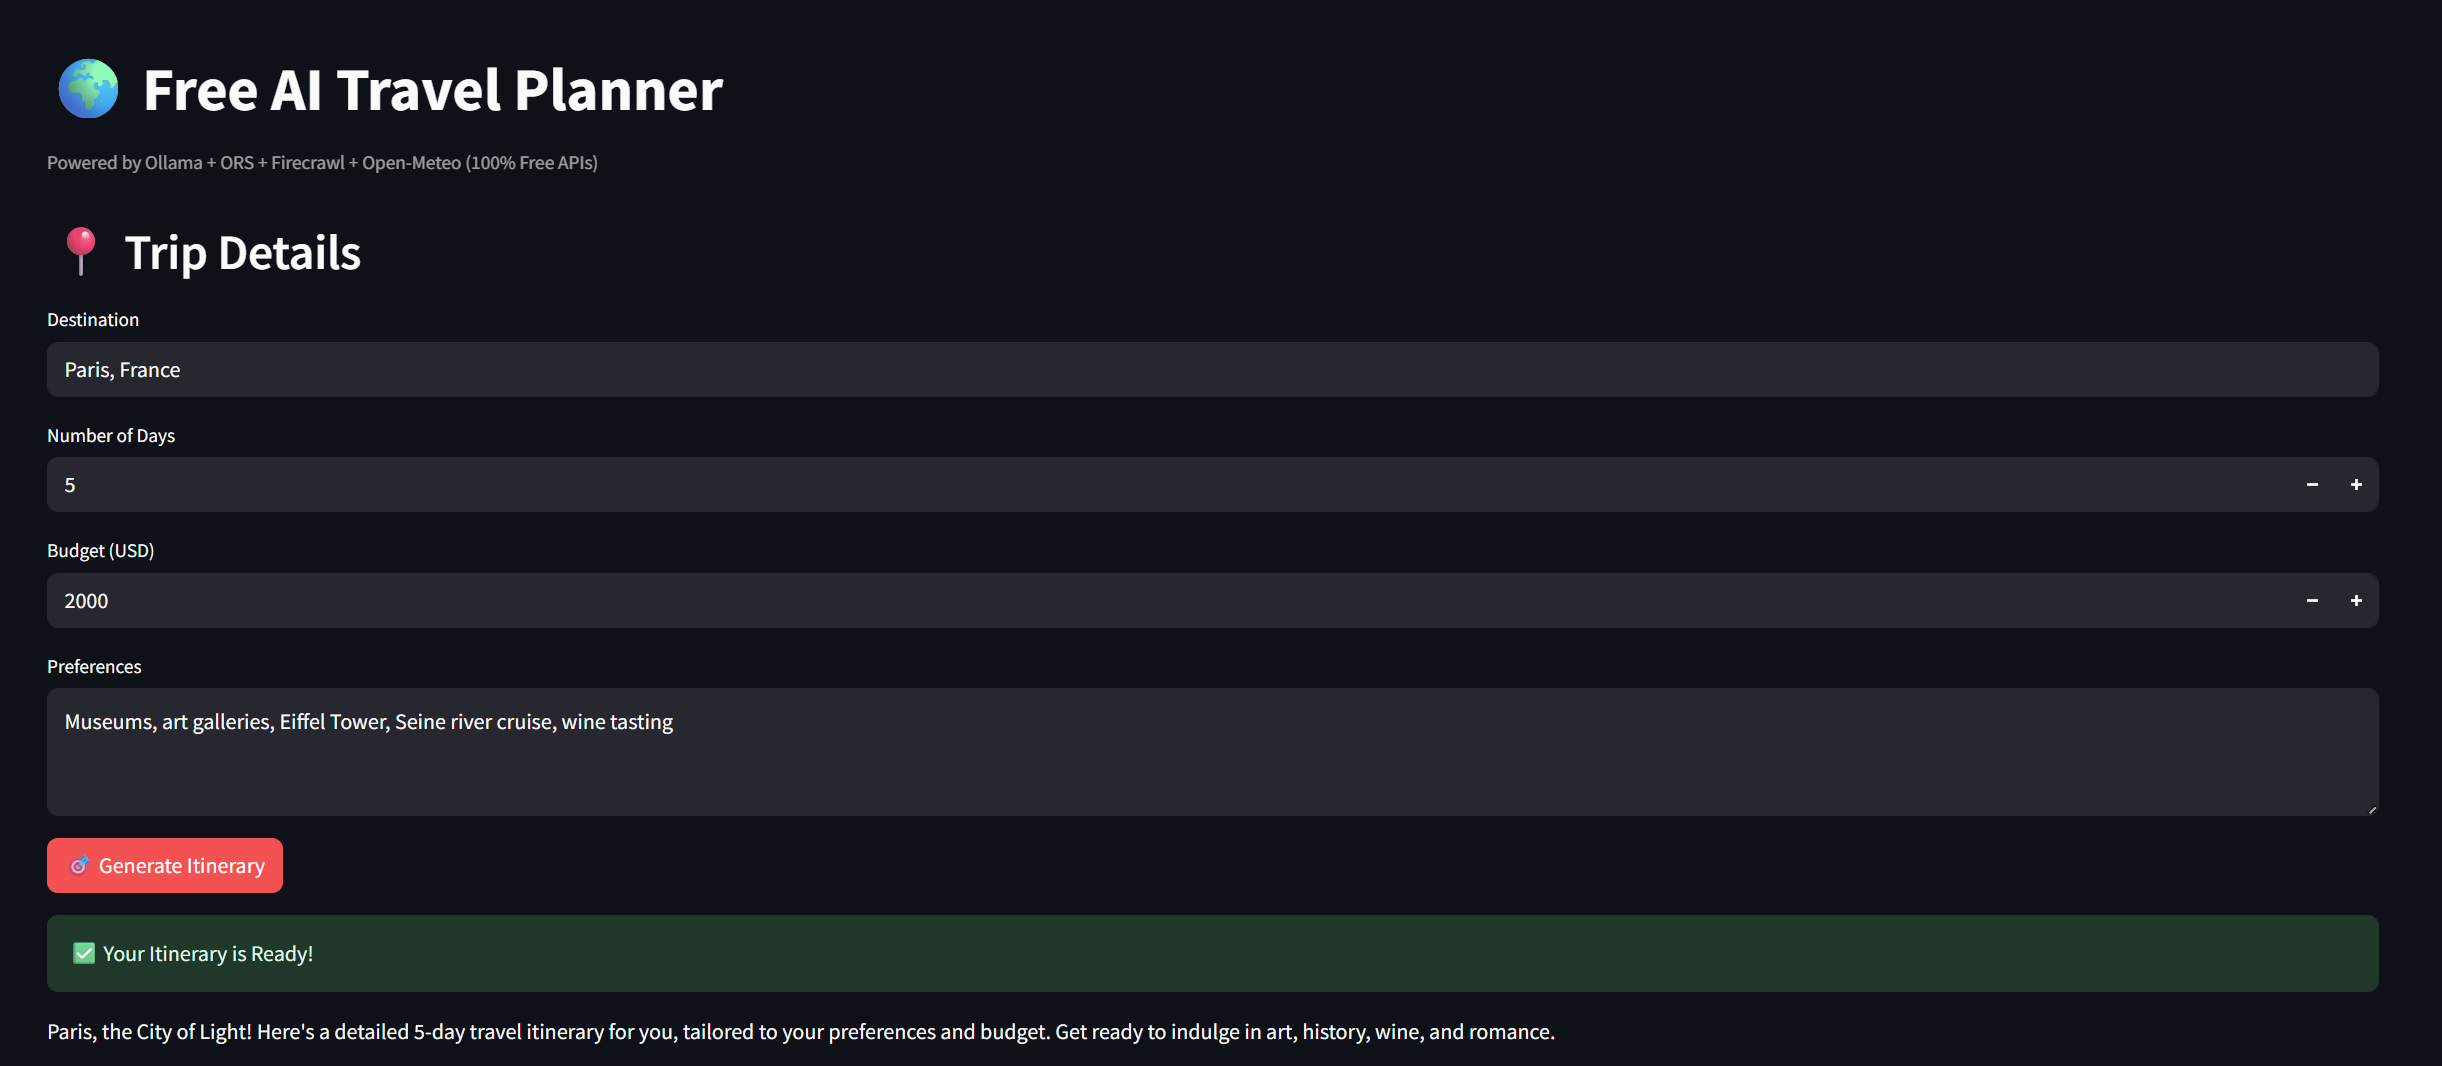 Free AI Travel Planner
Powered by Ollama + ORS + Firecrawl + Open-Meteo (100% Free APIs)
Trip Details
Destination
Paris, France
Number of Days
5
Budget (USD)
2000
Preferences
Museums, art galleries, Eiffel Tower, Seine river cruise, wine tasting
Generate Itinerary
Your Itinerary is Ready!
Paris, the City of Light! Here's a detailed 5-day travel itinerary for you, tailored to your preferences and budget. Get ready to indulge in art, history, wine, and romance.